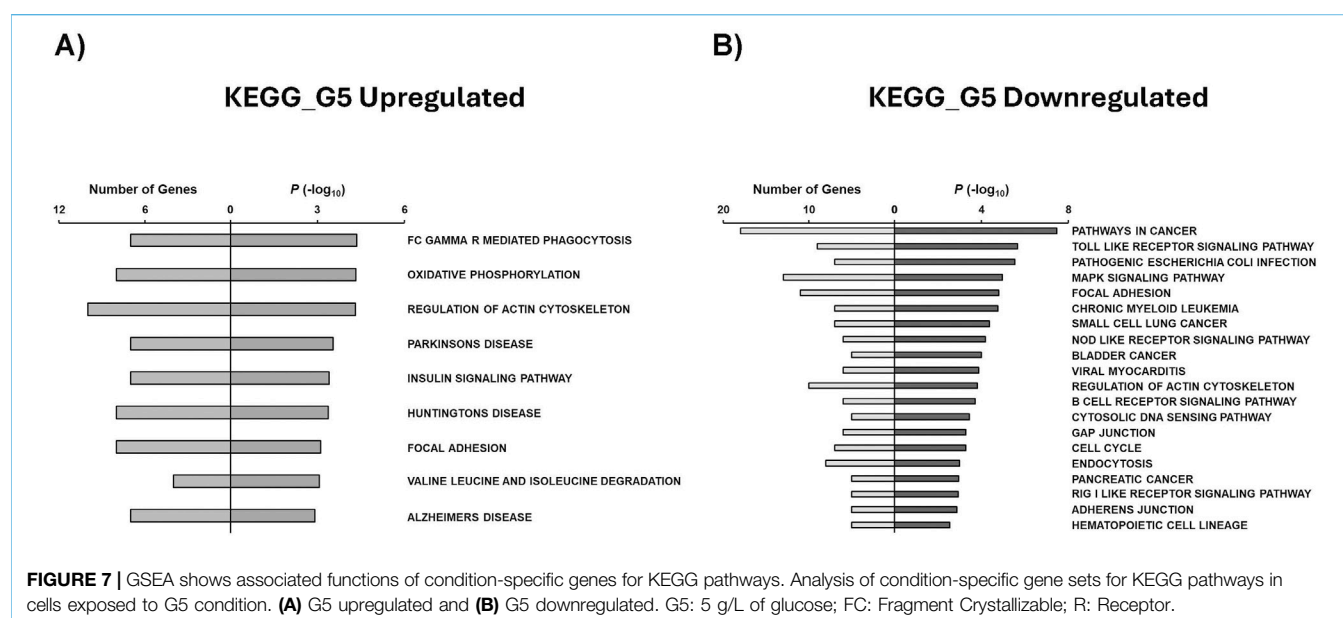 A)
KEGG_G5 Upregulated
Number of Genes P (-log10)
12 6 0 3 6
FC GAMMA R MEDIATED PHAGOCYTOSIS
OXIDATIVE PHOSPHORYLATION
REGULATION OF ACTIN CYTOSKELETON
PARKINSONS DISEASE
INSULIN SIGNALING PATHWAY
HUNTINGTONS DISEASE
FOCAL ADHESION
VALINE LEUCINE AND ISOLEUCINE DEGRADATION
ALZHEIMERS DISEASE
B)
KEGG_G5 Downregulated
Number of Genes P (-log10)
20 10 0 4 8
PATHWAYS IN CANCER
TOLL LIKE RECEPTOR SIGNALING PATHWAY
PATHOGENIC ESCHERICHIA COLI INFECTION
MAPK SIGNALING PATHWAY
FOCAL ADHESION
CHRONIC MYELOID LEUKEMIA
SMALL CELL LUNG CANCER
NOD LIKE RECEPTOR SIGNALING PATHWAY
BLADDER CANCER
VIRAL MYOCARDITIS
REGULATION OF ACTIN CYTOSKELETON
B CELL RECEPTOR SIGNALING PATHWAY
CYTOSOLIC DNA SENSING PATHWAY
GAP JUNCTION
CELL CYCLE
ENDOCYTOSIS
PANCREATIC CANCER
RIG I LIKE RECEPTOR SIGNALING PATHWAY
ADHERENS JUNCTION
HEMATOPOIETIC CELL LINEAGE
FIGURE 7 | GSEA shows associated functions of condition-specific genes for KEGG pathways. Analysis of condition-specific gene sets for KEGG pathways in
cells exposed to G5 condition. (A) G5 upregulated and (B) G5 downregulated. G5: 5 g/L of glucose; FC: Fragment Crystallizable; R: Receptor.